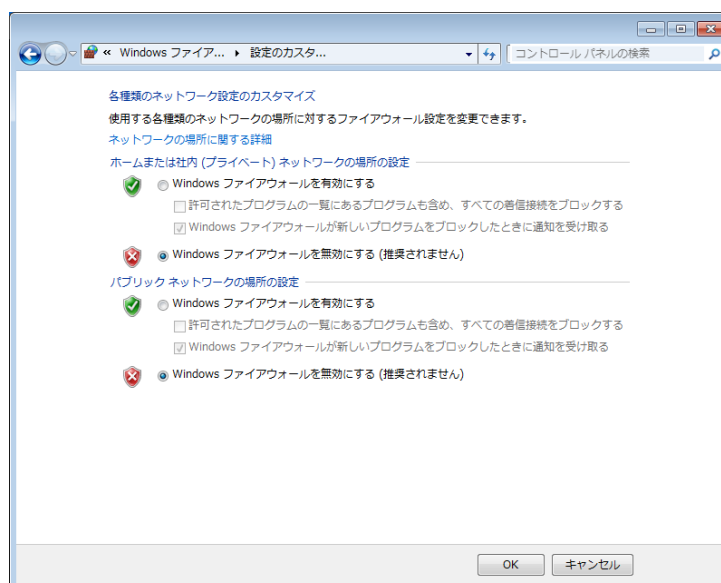 « Windows ファイア... ▸ 設定のカスタ...
コントロール パネルの検索
各種類のネットワーク設定のカスタマイズ
使用する各種類のネットワークの場所に対するファイアウォール設定を変更できます。
ネットワークの場所に関する詳細
ホームまたは社内 (プライベート) ネットワークの場所の設定
Windows ファイアウォールを有効にする
許可されたプログラムの一覧にあるプログラムも含め、すべての着信接続をブロックする
Windows ファイアウォールが新しいプログラムをブロックしたときに通知を受け取る
Windows ファイアウォールを無効にする (推奨されません)
パブリック ネットワークの場所の設定
Windows ファイアウォールを有効にする
許可されたプログラムの一覧にあるプログラムも含め、すべての着信接続をブロックする
Windows ファイアウォールが新しいプログラムをブロックしたときに通知を受け取る
Windows ファイアウォールを無効にする (推奨されません)
OK
キャンセル